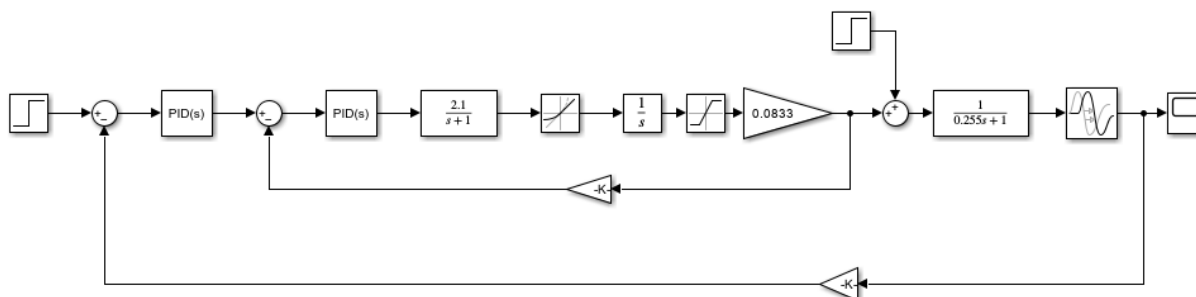 +
−
PID(s)
+
−
PID(s)
2.1
s + 1
1
s
0.0833
+
+
1
0.255s + 1
-K-
-K-